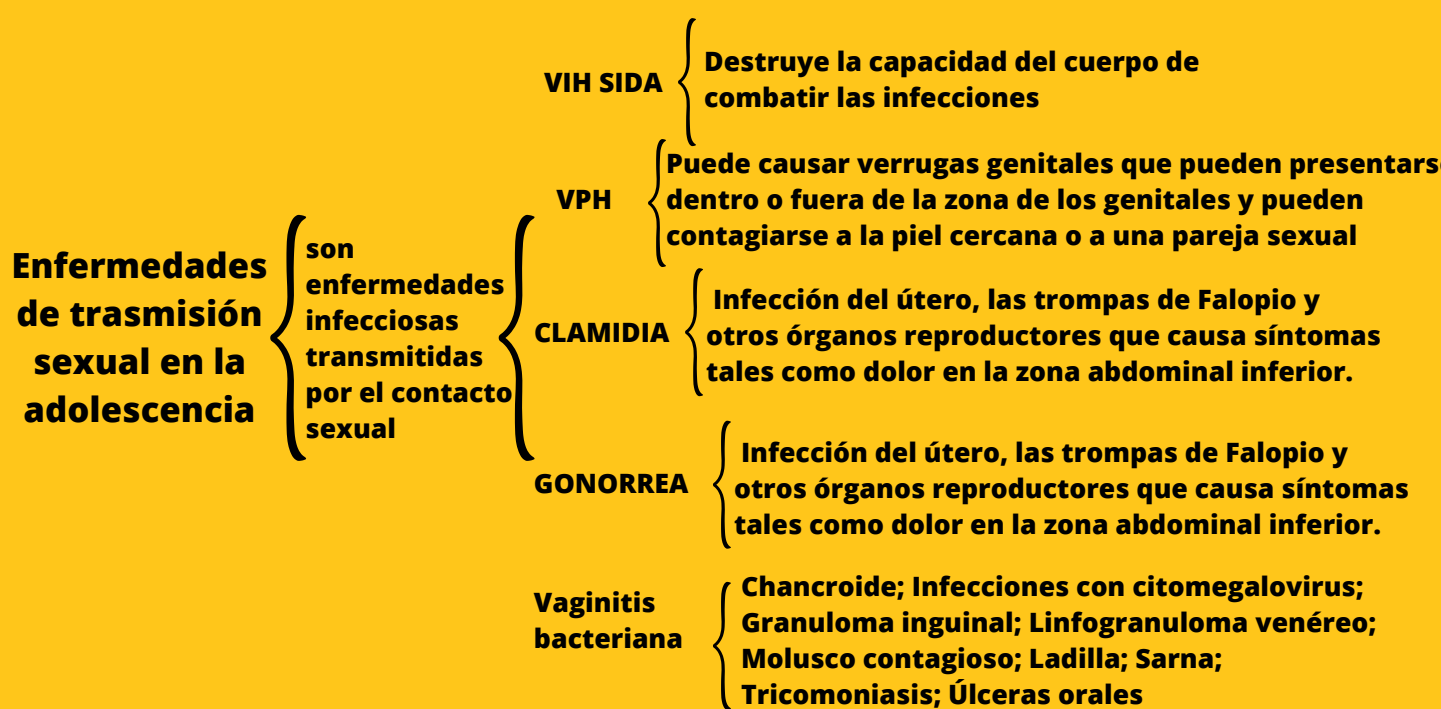 Enfermedades
de trasmisión
sexual en la
adolescencia
son
enfermedades
infecciosas
transmitidas
por el contacto
sexual
VIH SIDA
Destruye la capacidad del cuerpo de
combatir las infecciones
VPH
Puede causar verrugas genitales que pueden presentarse
dentro o fuera de la zona de los genitales y pueden
contagiarse a la piel cercana o a una pareja sexual
CLAMIDIA
Infección del útero, las trompas de Falopio y
otros órganos reproductores que causa síntomas
tales como dolor en la zona abdominal inferior.
GONORREA
Infección del útero, las trompas de Falopio y
otros órganos reproductores que causa síntomas
tales como dolor en la zona abdominal inferior.
Vaginitis
bacteriana
Chancroide; Infecciones con citomegalovirus;
Granuloma inguinal; Linfogranuloma venéreo;
Molusco contagioso; Ladilla; Sarna;
Tricomoniasis; Úlceras orales